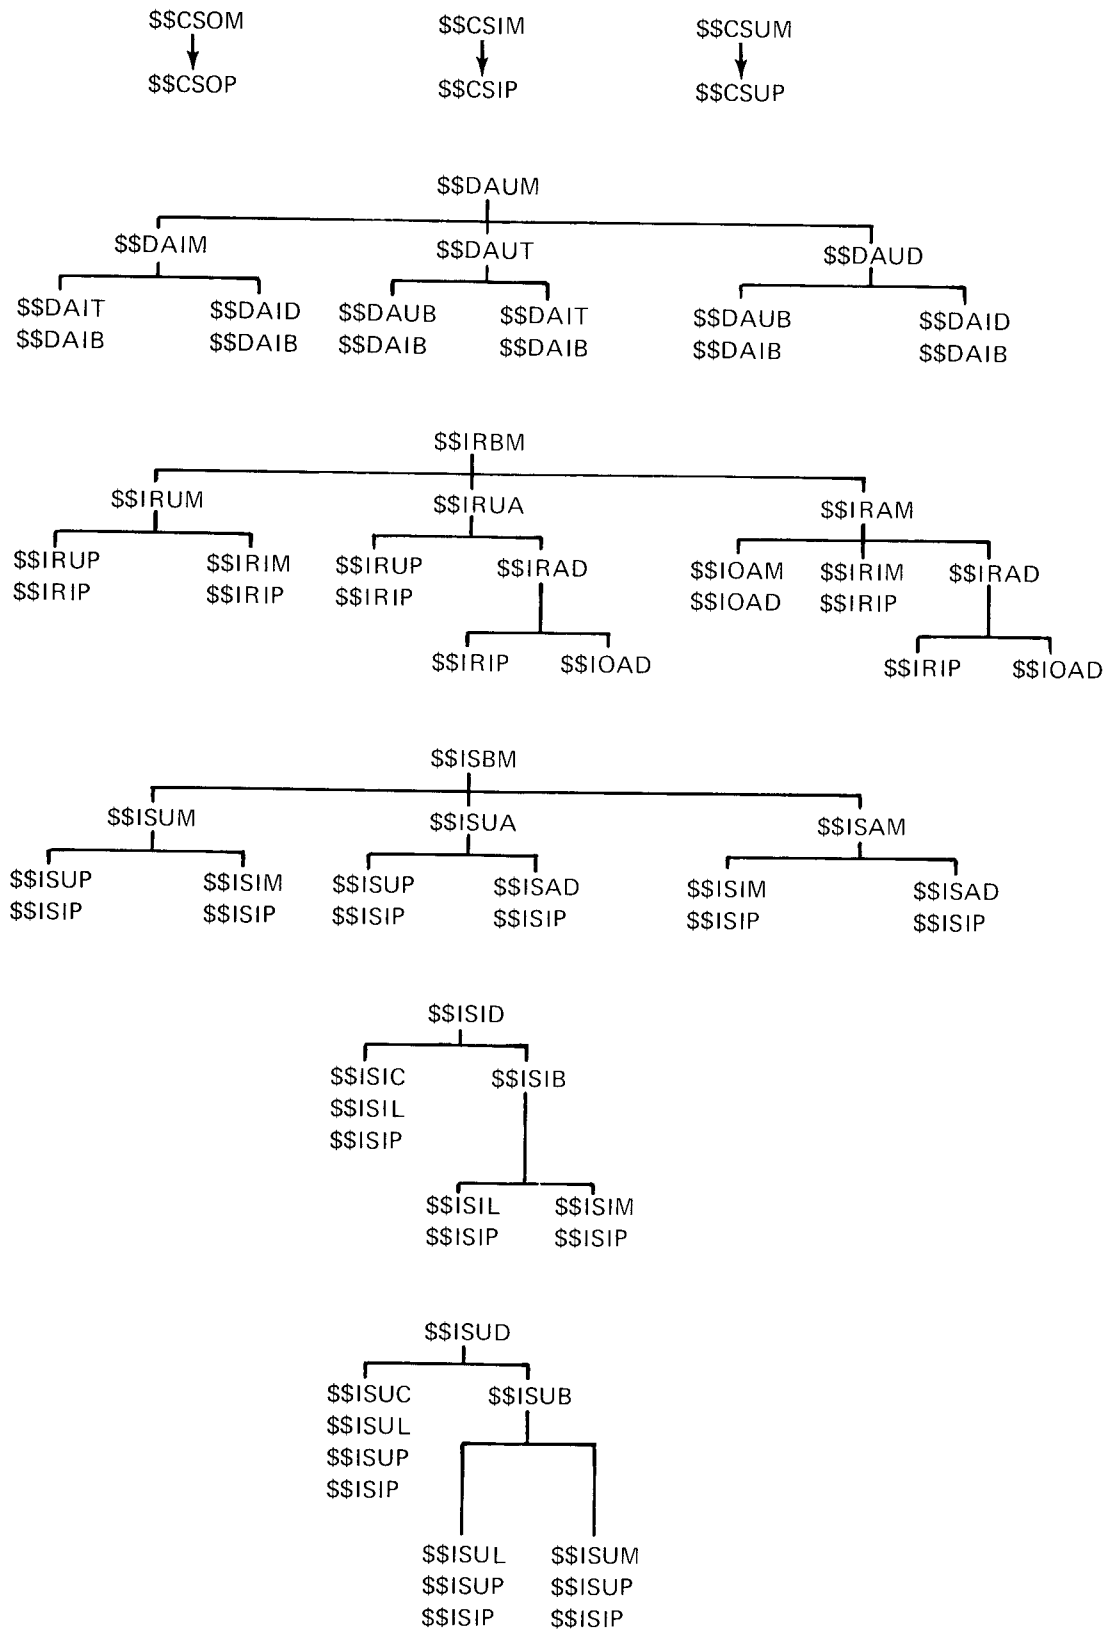 $$CSOM
$$CSIM
$$CSUM
$$CSOP
$$CSIP
$$CSUP
$$DAUM
$$DAIM
$$DAUT
$$DAUD
$$DAIT
$$DAID
$$DAUB
$$DAIT
$$DAUB
$$DAID
$$DAIB
$$DAIB
$$DAIB
$$DAIB
$$DAIB
$$DAIB
$$IRBM
$$IRUM
$$IRUA
$$IRAM
$$IRUP
$$IRIM
$$IRUP
$$IRAD
$$IOAM
$$IRIM
$$IRAD
$$IRIP
$$IRIP
$$IRIP
$$IOAD
$$IRIP
$$IRIP
$$IOAD
$$IRIP
$$IOAD
$$ISBM
$$ISUM
$$ISUA
$$ISAM
$$ISUP
$$ISIM
$$ISUP
$$ISAD
$$ISIM
$$ISAD
$$ISIP
$$ISIP
$$ISIP
$$ISIP
$$ISIP
$$ISIP
$$ISID
$$ISIC
$$ISIB
$$ISIL
$$ISIP
$$ISIL
$$ISIM
$$ISIP
$$ISIP
$$ISUD
$$ISUC
$$ISUB
$$ISUL
$$ISUP
$$ISIP
$$ISUL
$$ISUM
$$ISUP
$$ISUP
$$ISIP
$$ISIP